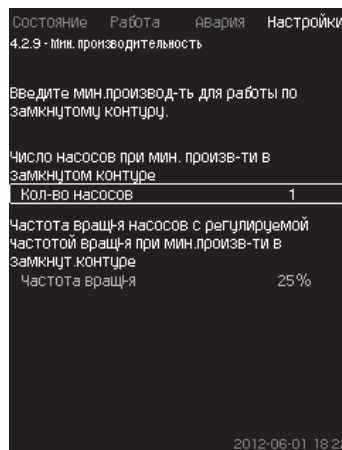 Состояние Работа Авария Настройки
4.2.9 - Мин. производительность
Введите мин.производ-ть для работы по
замкнутому контуру.
Число насосов при мин. произв-ти в
замкнутом контуре
Кол-во насосов 1
Частота вращ-я насосов с регулируемой
частотой вращ-я при мин.произв-ти в
замкнут.контуре
Частота вращ-я 25%
2012-06-01 18:2